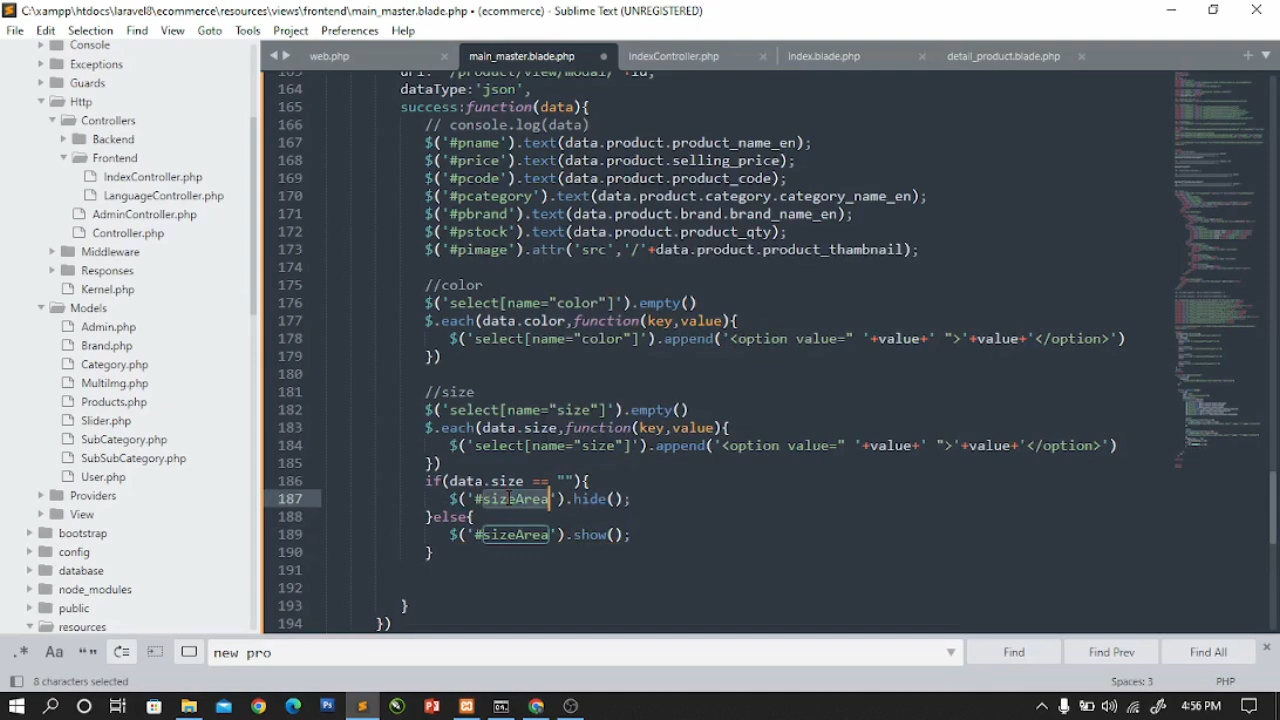 C:\xampp\htdocs\laravel8\ecommerce\resources\views\frontend\main_master.blade.php • (ecommerce) - Sublime Text (UNREGISTERED)
File Edit Selection Find View Goto Tools Project Preferences Help
Console
Exceptions
Guards
Http
Controllers
Backend
Frontend
IndexController.php
LanguageController.php
AdminController.php
Controller.php
Middleware
Responses
Kernel.php
Models
Admin.php
Brand.php
Category.php
MultiImg.php
Products.php
Slider.php
SubCategory.php
SubSubCategory.php
User.php
Providers
View
bootstrap
config
database
node_modules
public
resources
web.php main_master.blade.php indexController.php index.blade.php detail_product.blade.php
163 url: '/product/view/modal/'+id,
164 dataType:'json',
165 success:function(data){
166 // console.log(data)
167 $('#pname').text(data.product.product_name_en);
168 $('#price').text(data.product.selling_price);
169 $('#pcode').text(data.product.product_code);
170 $('#pcategory').text(data.product.category.category_name_en);
171 $('#pbrand').text(data.product.brand.brand_name_en);
172 $('#pstock').text(data.product.product_qty);
173 $('#pimage').attr('src','/'+data.product.product_thambnail);
174
175 //color
176 $('select[name="color"]').empty()
177 $.each(data.color,function(key,value){
178 $('select[name="color"]').append('<option value=" '+value+' ">'+value+'</option>')
179 })
180
181 //size
182 $('select[name="size"]').empty()
183 $.each(data.size,function(key,value){
184 $('select[name="size"]').append('<option value=" '+value+' ">'+value+'</option>')
185 })
186 if(data.size == ""){
187 $('#sizeArea').hide();
188 }else{
189 $('#sizeArea').show();
190 }
191
192
193 }
194 })
.* Aa “” new pro Find Find Prev Find All
8 characters selected Spaces: 3 PHP
4:56 PM